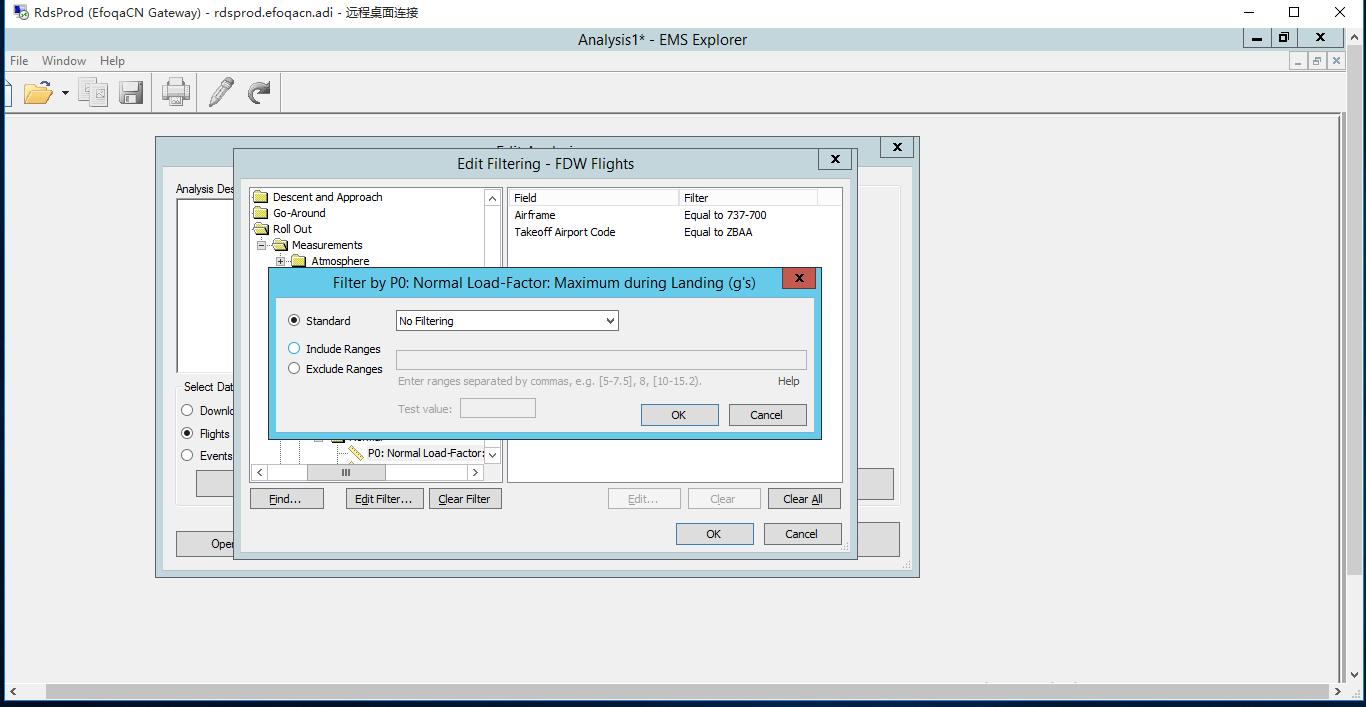 RdsProd (EfoqaCN Gateway) - rdsprod.efoqacn.adi - 远程桌面连接
Analysis1* - EMS Explorer
File Window Help
Edit Filtering - FDW Flights
Analysis Des
Descent and Approach
Go-Around
Roll Out
Measurements
Atmosphere
Field Filter
Airframe Equal to 737-700
Takeoff Airport Code Equal to ZBAA
Filter by P0: Normal Load-Factor: Maximum during Landing (g's)
Standard No Filtering
Include Ranges
Exclude Ranges
Enter ranges separated by commas, e.g. [5-7.5], 8, [10-15.2).
Help
Test value:
OK Cancel
Select Dat
Downlo
Flights
Events
P0: Normal Load-Factor:
Find... Edit Filter... Clear Filter Edit... Clear Clear All
OK Cancel
Open